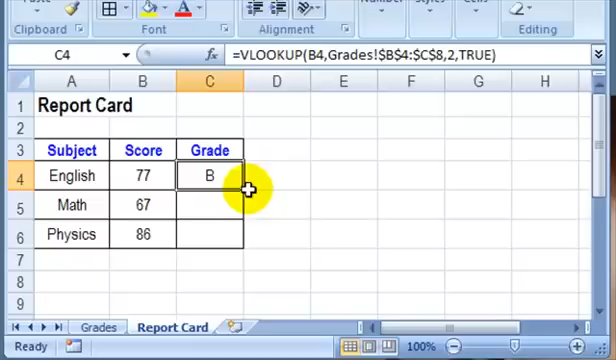 Paste
Clipboard
Font
Alignment
Number
Styles
Cells
Editing
C4
fx
=VLOOKUP(B4,Grades!$B$4:$C$8,2,TRUE)
A B C D E F G H
1 Report Card
2
3 Subject Score Grade
4 English 77 B
5 Math 67
6 Physics 86
7
8
9
Grades Report Card
Ready 100%